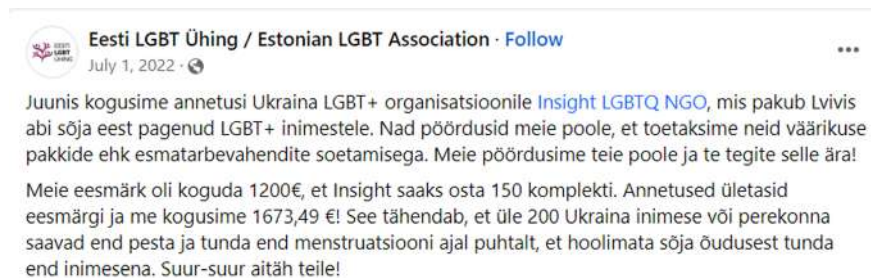 Eesti LGBT Ühing / Estonian LGBT Association · Follow
July 1, 2022 ·
Juunis kogusime annetusi Ukraina LGBT+ organisatsioonile Insight LGBTQ NGO, mis pakub Lvivis
abi sõja eest pagenud LGBT+ inimestele. Nad pöördusid meie poole, et toetaksime neid väärikuse
pakkide ehk esmatarbevahendite soetamisega. Meie pöördusime teie poole ja te tegite selle ära!
Meie eesmärk oli koguda 1200€, et Insight saaks osta 150 komplekti. Annetused ületasid
eesmärgi ja me kogusime 1673,49 €! See tähendab, et üle 200 Ukraina inimese või perekonna
saavad end pesta ja tunda end menstruatsiooni ajal puhtalt, et hoolimata sõja õudusest tunda
end inimesena. Suur-suur aitäh teile!